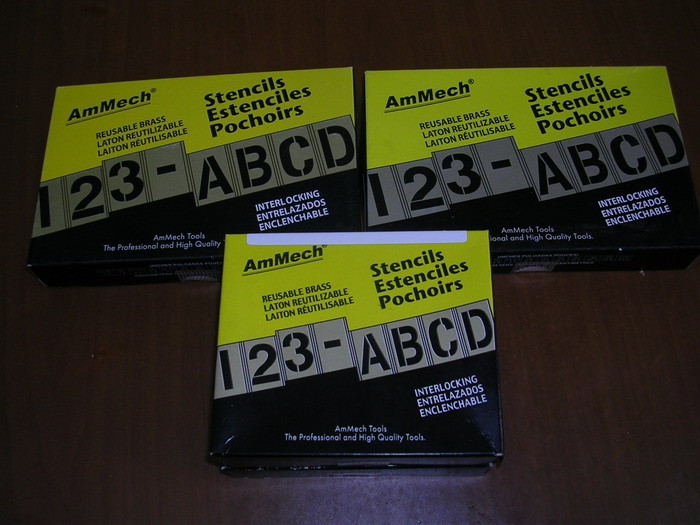 AmMech®
Stencils
Estenciles
Pochoirs
REUSABLE BRASS
LATON REUTILIZABLE
LAITON RÉUTILISABLE
123-ABCD
INTERLOCKING
ENTRELAZADOS
ENCLENCHABLE
AmMech Tools
The Professional and High Quality
AmMech®
Stencils
Estenciles
Pochoirs
REUSABLE BRASS
LATON REUTILIZABLE
LAITON RÉUTILISABLE
123-ABCD
INTERLOCKING
ENTRELAZADOS
ENCLENCHABLE
AmMech Tools
and High Quality Tools.
AmMech®
Stencils
Estenciles
Pochoirs
REUSABLE BRASS
LATON REUTILIZABLE
LAITON RÉUTILISABLE
123-ABCD
INTERLOCKING
ENTRELAZADOS
ENCLENCHABLE
AmMech Tools
The Professional and High Quality Tools.